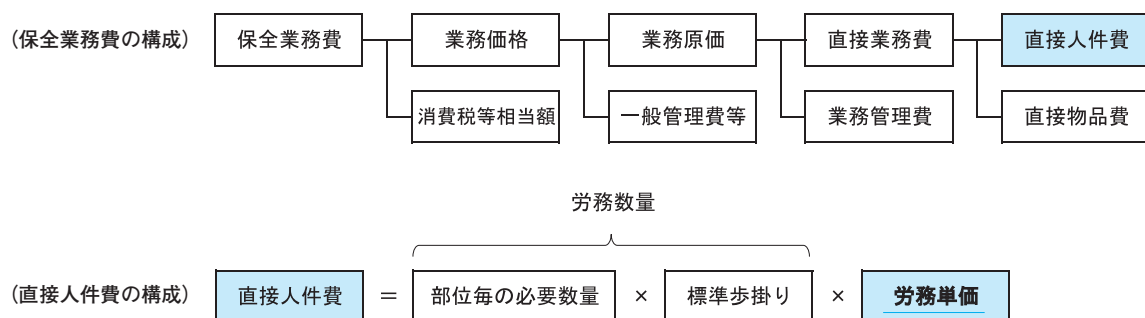 (保全業務費の構成) 保全業務費 業務価格 業務原価 直接業務費 直接人件費
消費税等相当額 一般管理費等 業務管理費 直接物品費
労務数量
(直接人件費の構成) 直接人件費 = 部位毎の必要数量 × 標準歩掛り × 労務単価